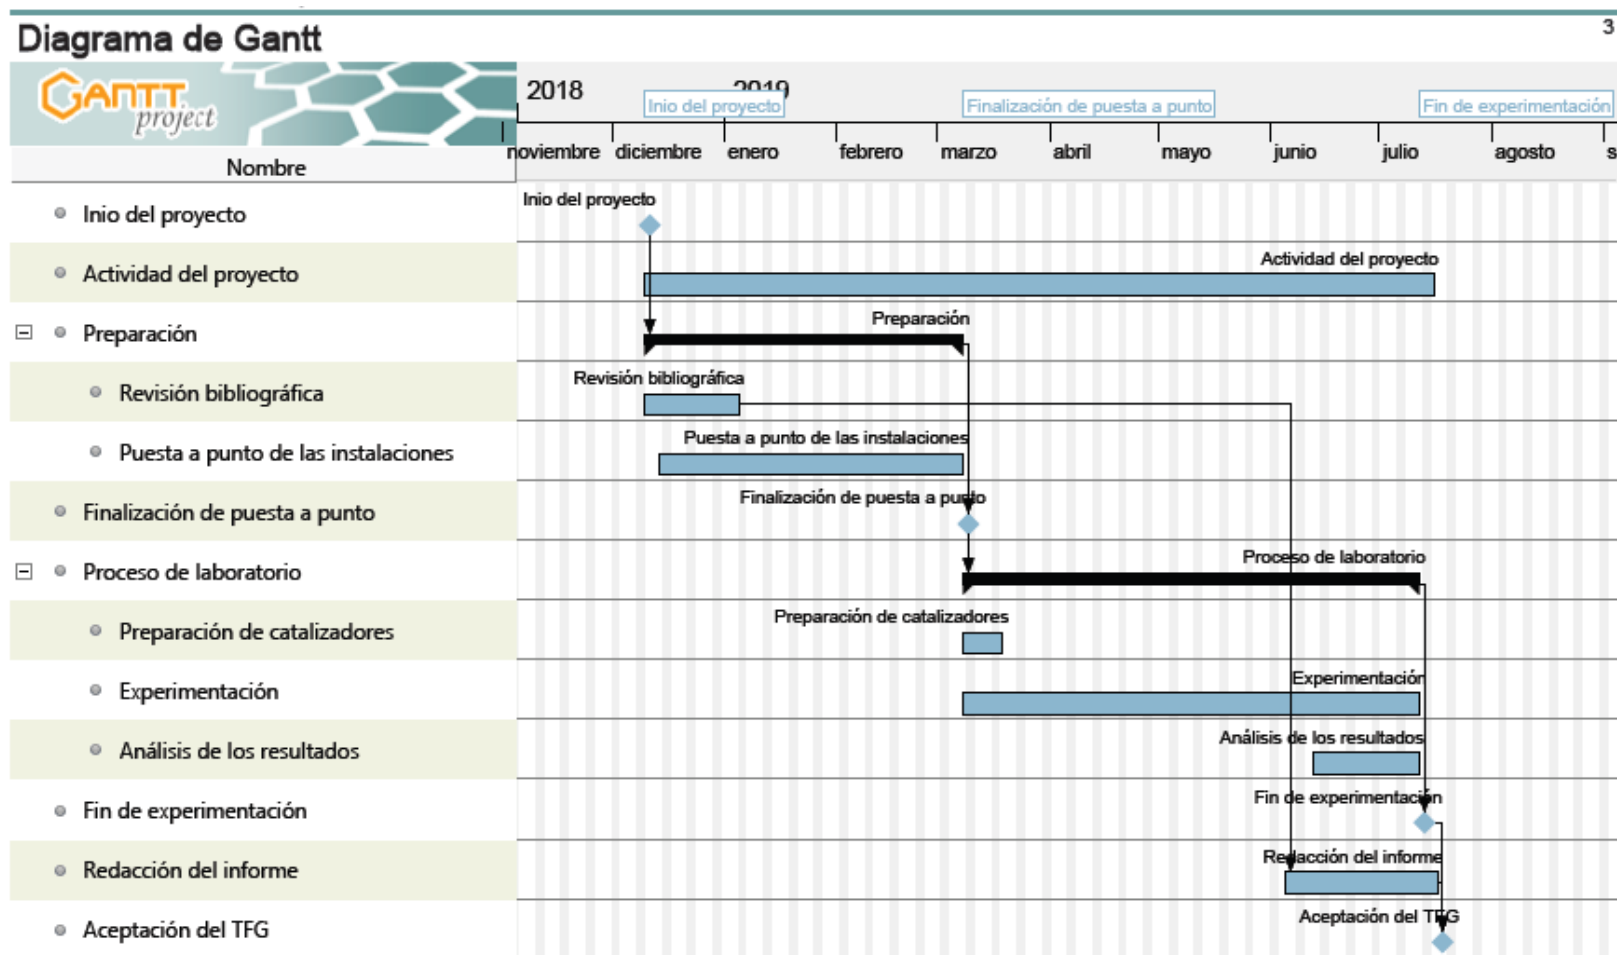 Diagrama de Gantt
3
GANTT
project
Nombre
2018
2019
Inio del proyecto
Finalización de puesta a punto
Fin de experimentación
noviembre
diciembre
enero
febrero
marzo
abril
mayo
junio
julio
agosto
s
Inio del proyecto
Inio del proyecto
Actividad del proyecto
Actividad del proyecto
Preparación
Preparación
Revisión bibliográfica
Revisión bibliográfica
Puesta a punto de las instalaciones
Puesta a punto de las instalaciones
Finalización de puesta a punto
Finalización de puesta a punto
Proceso de laboratorio
Proceso de laboratorio
Preparación de catalizadores
Preparación de catalizadores
Experimentación
Experimentación
Análisis de los resultados
Análisis de los resultados
Fin de experimentación
Fin de experimentación
Redacción del informe
Redacción del informe
Aceptación del TFG
Aceptación del TFG